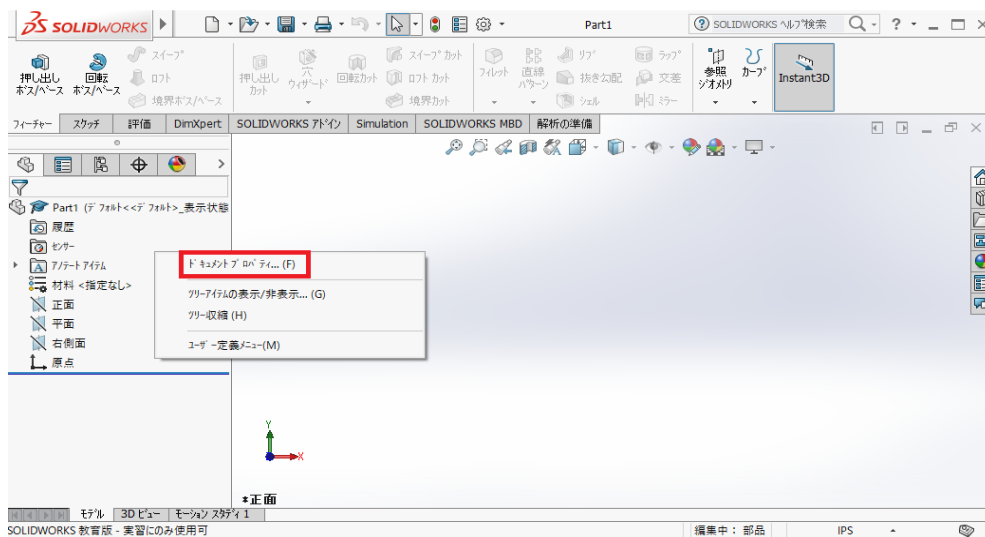 SOLIDWORKS
Part1
SOLIDWORKS ヘルプ検索
?
押し出し
ボス/ベース
回転
ボス/ベース
スイープ
ロフト
境界ボス/ベース
押し出し
カット
穴
ウィザード
回転カット
スイープ カット
ロフト カット
境界カット
フィレット
直線
パターン
リブ
抜き勾配
シェル
ラップ
交差
ミラー
参照
ジオメトリ
カーブ
Instant3D
フィーチャー
スケッチ
評価
DimXpert
SOLIDWORKS アドイン
Simulation
SOLIDWORKS MBD
解析の準備
Part1 (デフォルト<<デフォルト>_表示状態
履歴
センサー
アノテートアイテム
材料 <指定なし>
正面
平面
右側面
原点
ドキュメント プロパティ... (F)
ツリーアイテムの表示/非表示... (G)
ツリー収縮 (H)
ユーザー定義メニュー(M)
Y
X
*正面
モデル
3D ビュー
モーション スタディ 1
SOLIDWORKS 教育版 - 実習にのみ使用可
編集中： 部品
IPS